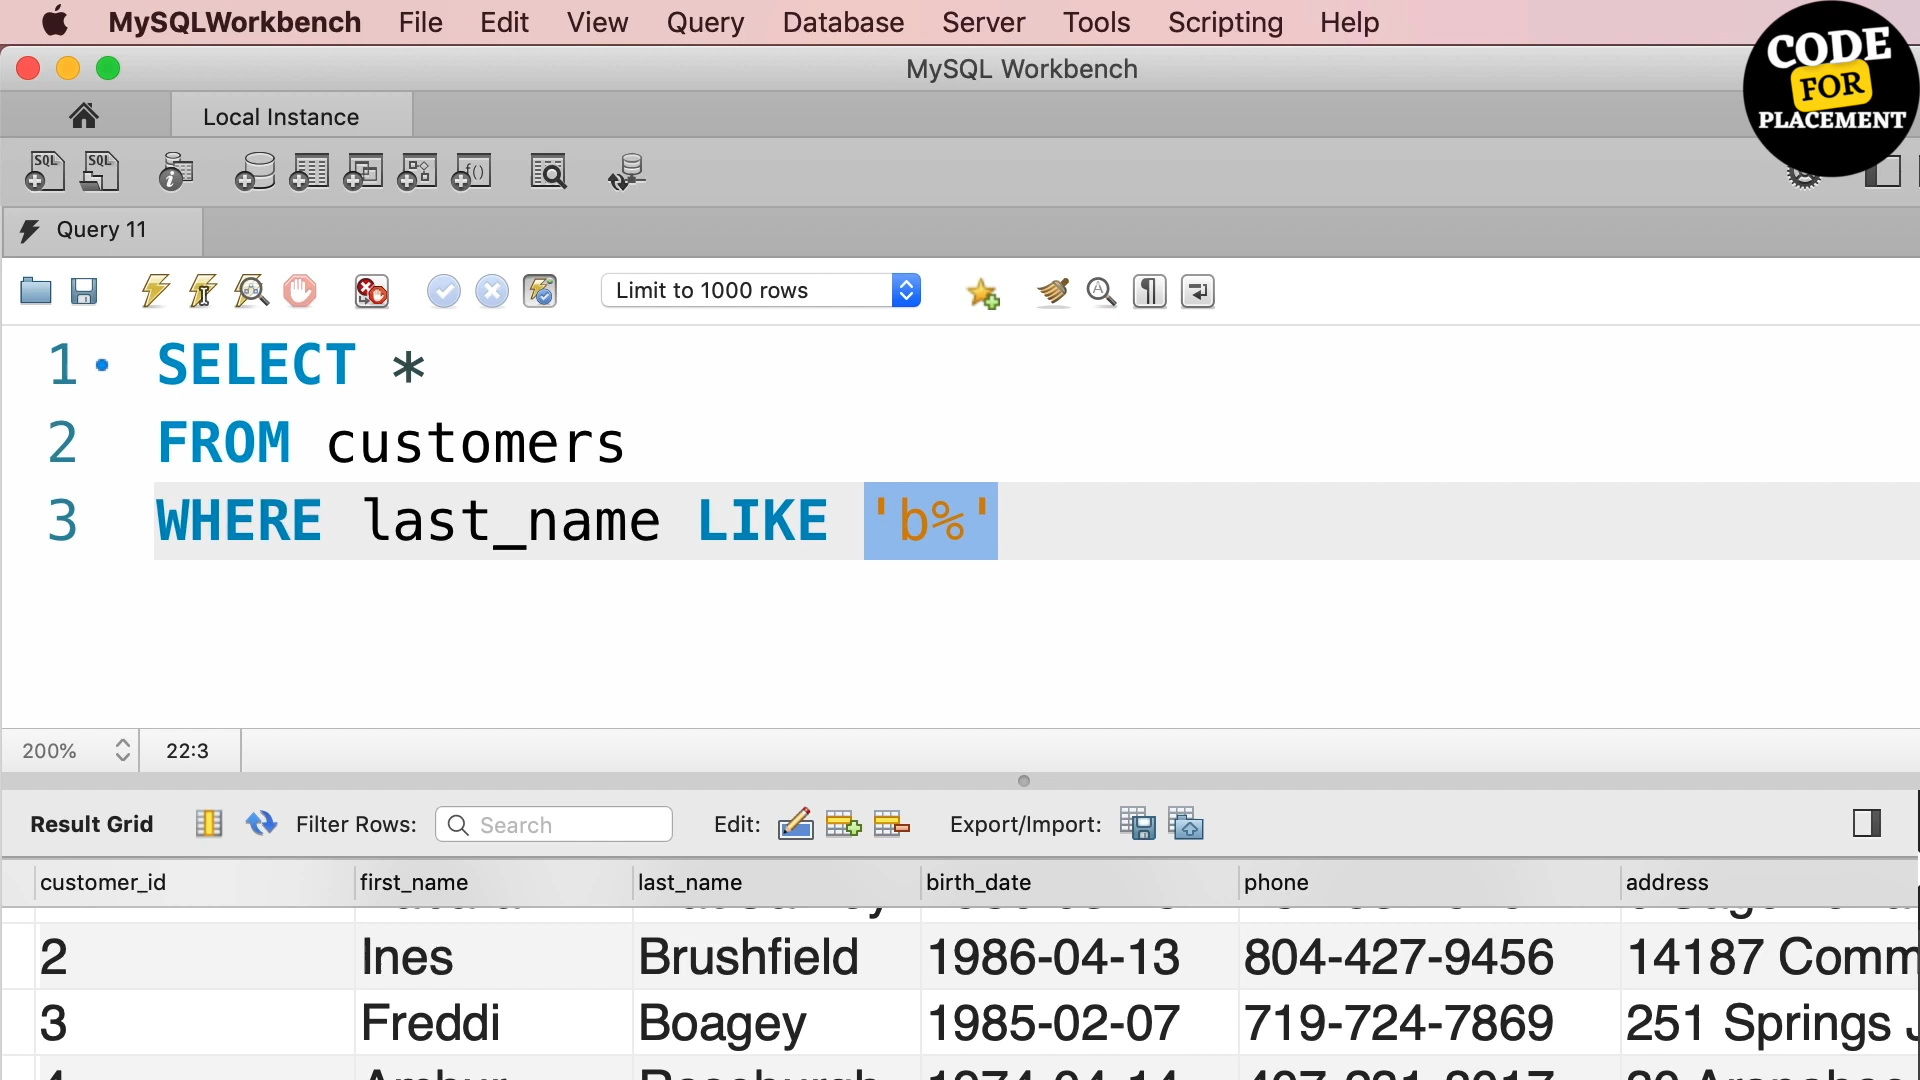 MySQLWorkbench File Edit View Query Database Server Tools Scripting Help
CODE
FOR
PLACEMENT
MySQL Workbench
Local Instance
SQL SQL
Query 11
Limit to 1000 rows
1 SELECT *
2 FROM customers
3 WHERE last_name LIKE 'b%'
200% 22:3
Result Grid Filter Rows: Search Edit: Export/Import:
customer_id first_name last_name birth_date phone address
2 Ines Brushfield 1986-04-13 804-427-9456 14187 Comm
3 Freddi Boagey 1985-02-07 719-724-7869 251 Springs